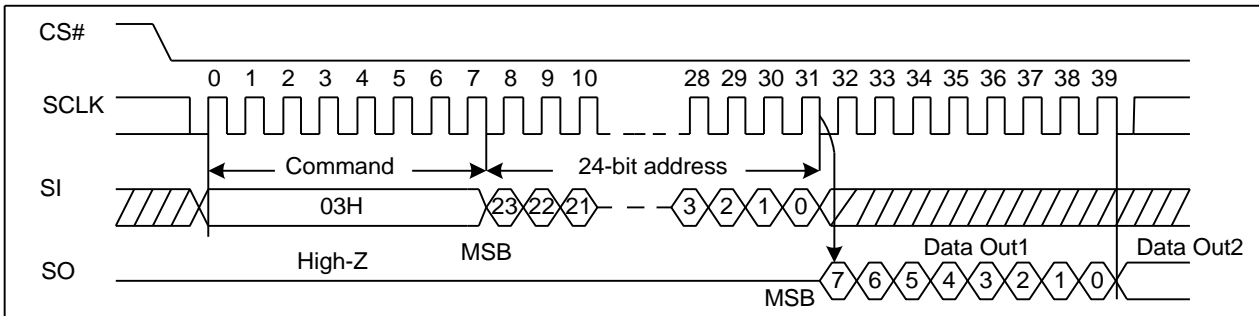 CS#
0 1 2 3 4 5 6 7 8 9 10 28 29 30 31 32 33 34 35 36 37 38 39
SCLK
Command 24-bit address
SI
03H 23 22 21 3 2 1 0
High-Z MSB Data Out1 Data Out2
SO
MSB 7 6 5 4 3 2 1 0